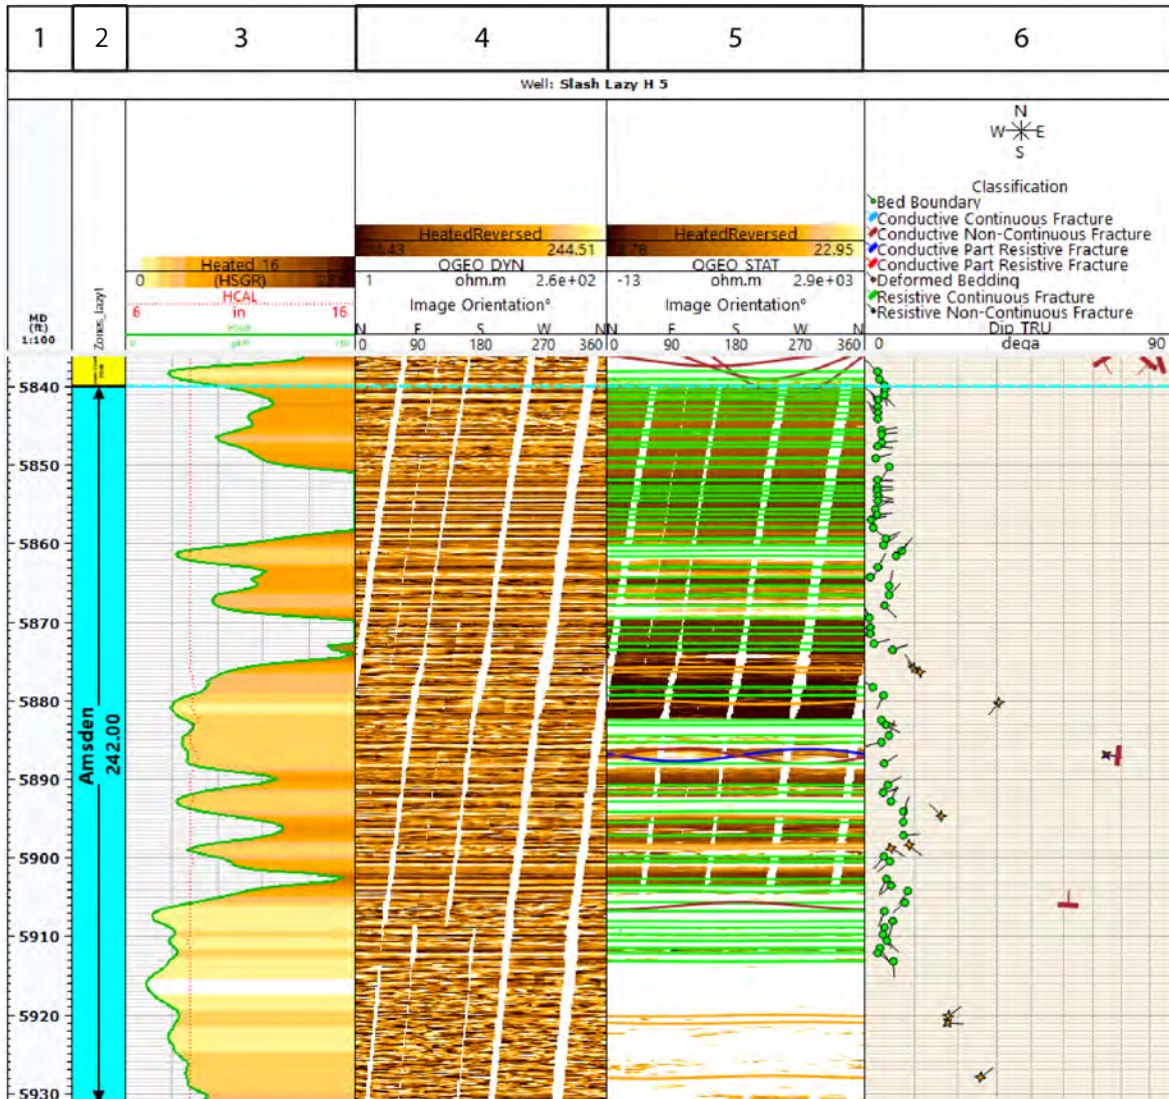 1 2 3 4 5 6
Well: Slash Lazy H 5
N
W E
S
Classification
Bed Boundary
Conductive Continuous Fracture
Conductive Non-Continuous Fracture
Conductive Part Resistive Fracture
Conductive Part Resistive Fracture
Deformed Bedding
Resistive Continuous Fracture
Resistive Non-Continuous Fracture
Dip TRU
0 dega 90
HeatedReversed
244.51
QGEO DYN
1 ohm.m 2.6e+02
Image Orientation°
N E S W N
0 90 180 270 360
HeatedReversed
22.95
QGEO STAT
-13 ohm.m 2.9e+03
Image Orientation°
N E S W N
0 90 180 270 360
Heated 16
0 (HSGR)
HCAL
6 in 16
0 150
MD
(ft)
1:100
Zones_Lazy1
5840
5850
5860
5870
5880
5890
5900
5910
5920
5930
Amsden
242.00